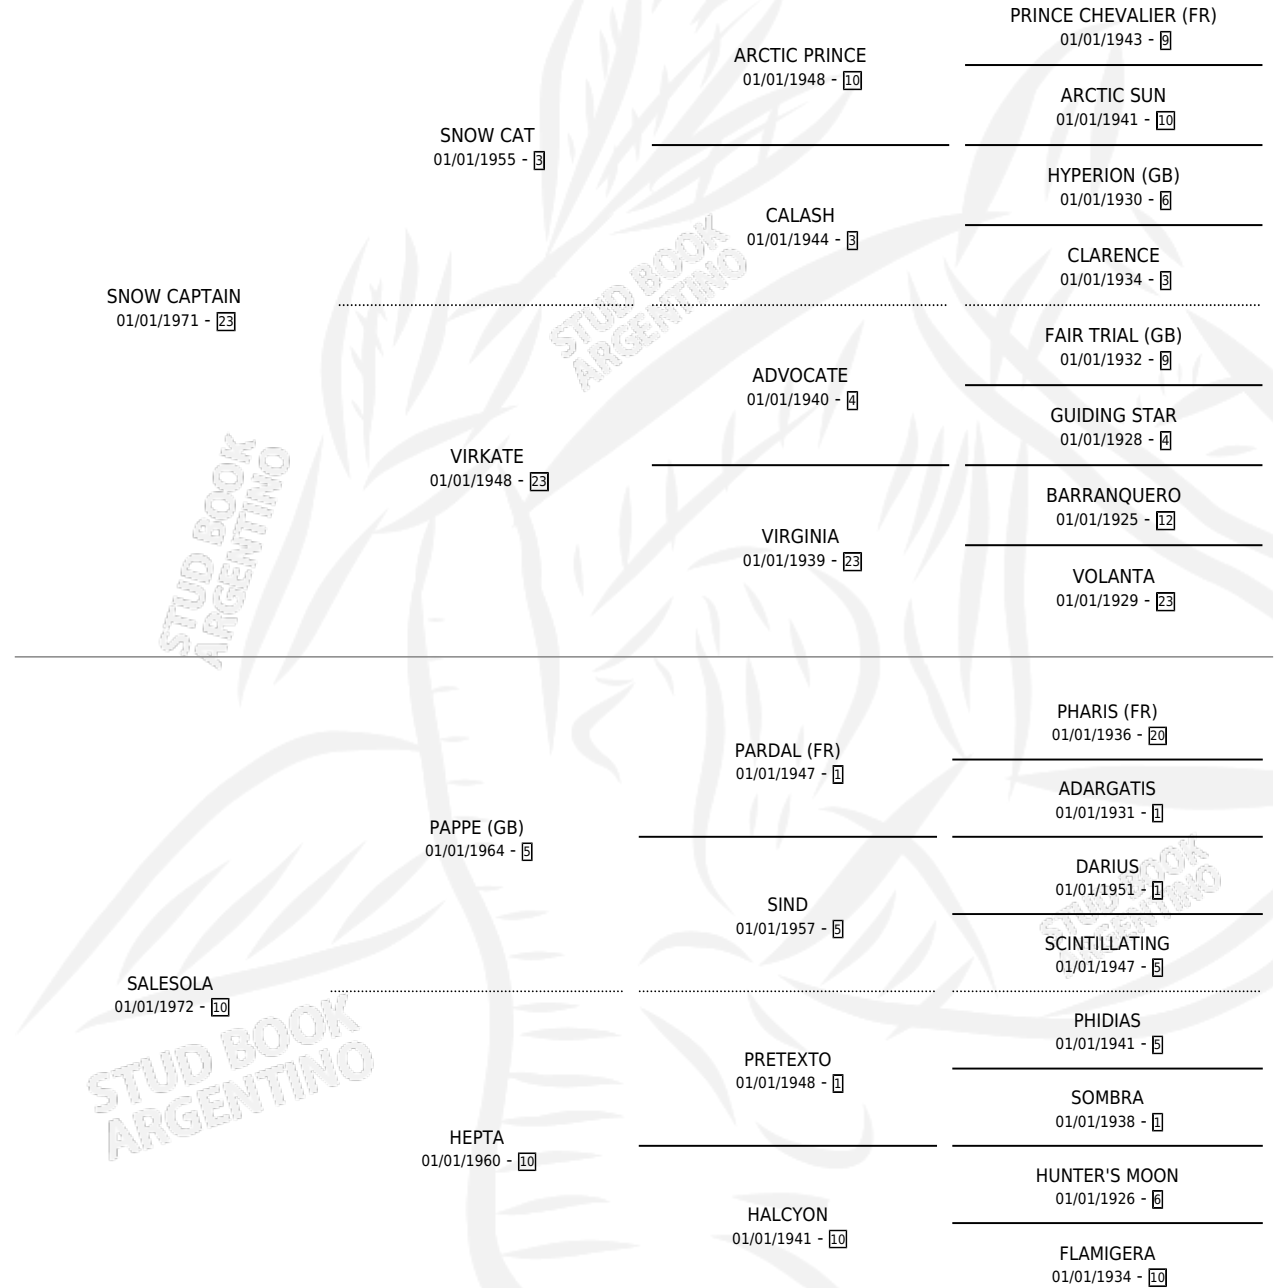 PRINCE CHEVALIER (FR)
01/01/1943 - 9
ARCTIC PRINCE
01/01/1948 - 10
ARCTIC SUN
01/01/1941 - 10
SNOW CAT
01/01/1955 - 3
HYPERION (GB)
01/01/1930 - 6
CALASH
01/01/1944 - 3
CLARENCE
01/01/1934 - 3
SNOW CAPTAIN
01/01/1971 - 23
STUD BOOK
ARGENTINO
FAIR TRIAL (GB)
01/01/1932 - 9
ADVOCATE
01/01/1940 - 4
GUIDING STAR
01/01/1928 - 4
VIRKATE
01/01/1948 - 23
BARRANQUERO
01/01/1925 - 12
VIRGINIA
01/01/1939 - 23
VOLANTA
01/01/1929 - 23
STUD BOOK
ARGENTINO
PHARIS (FR)
01/01/1936 - 20
PARDAL (FR)
01/01/1947 - 1
ADARGATIS
01/01/1931 - 1
PAPPE (GB)
01/01/1964 - 5
DARIUS
01/01/1951 - 1
SIND
01/01/1957 - 5
SCINTILLATING
01/01/1947 - 5
STUD BOOK
ARGENTINO
SALESOLA
01/01/1972 - 10
PHIDIAS
01/01/1941 - 5
PRETEXTO
01/01/1948 - 1
SOMBRA
01/01/1938 - 1
STUD BOOK
ARGENTINO
HEPTA
01/01/1960 - 10
HUNTER'S MOON
01/01/1926 - 6
HALCYON
01/01/1941 - 10
FLAMIGERA
01/01/1934 - 10